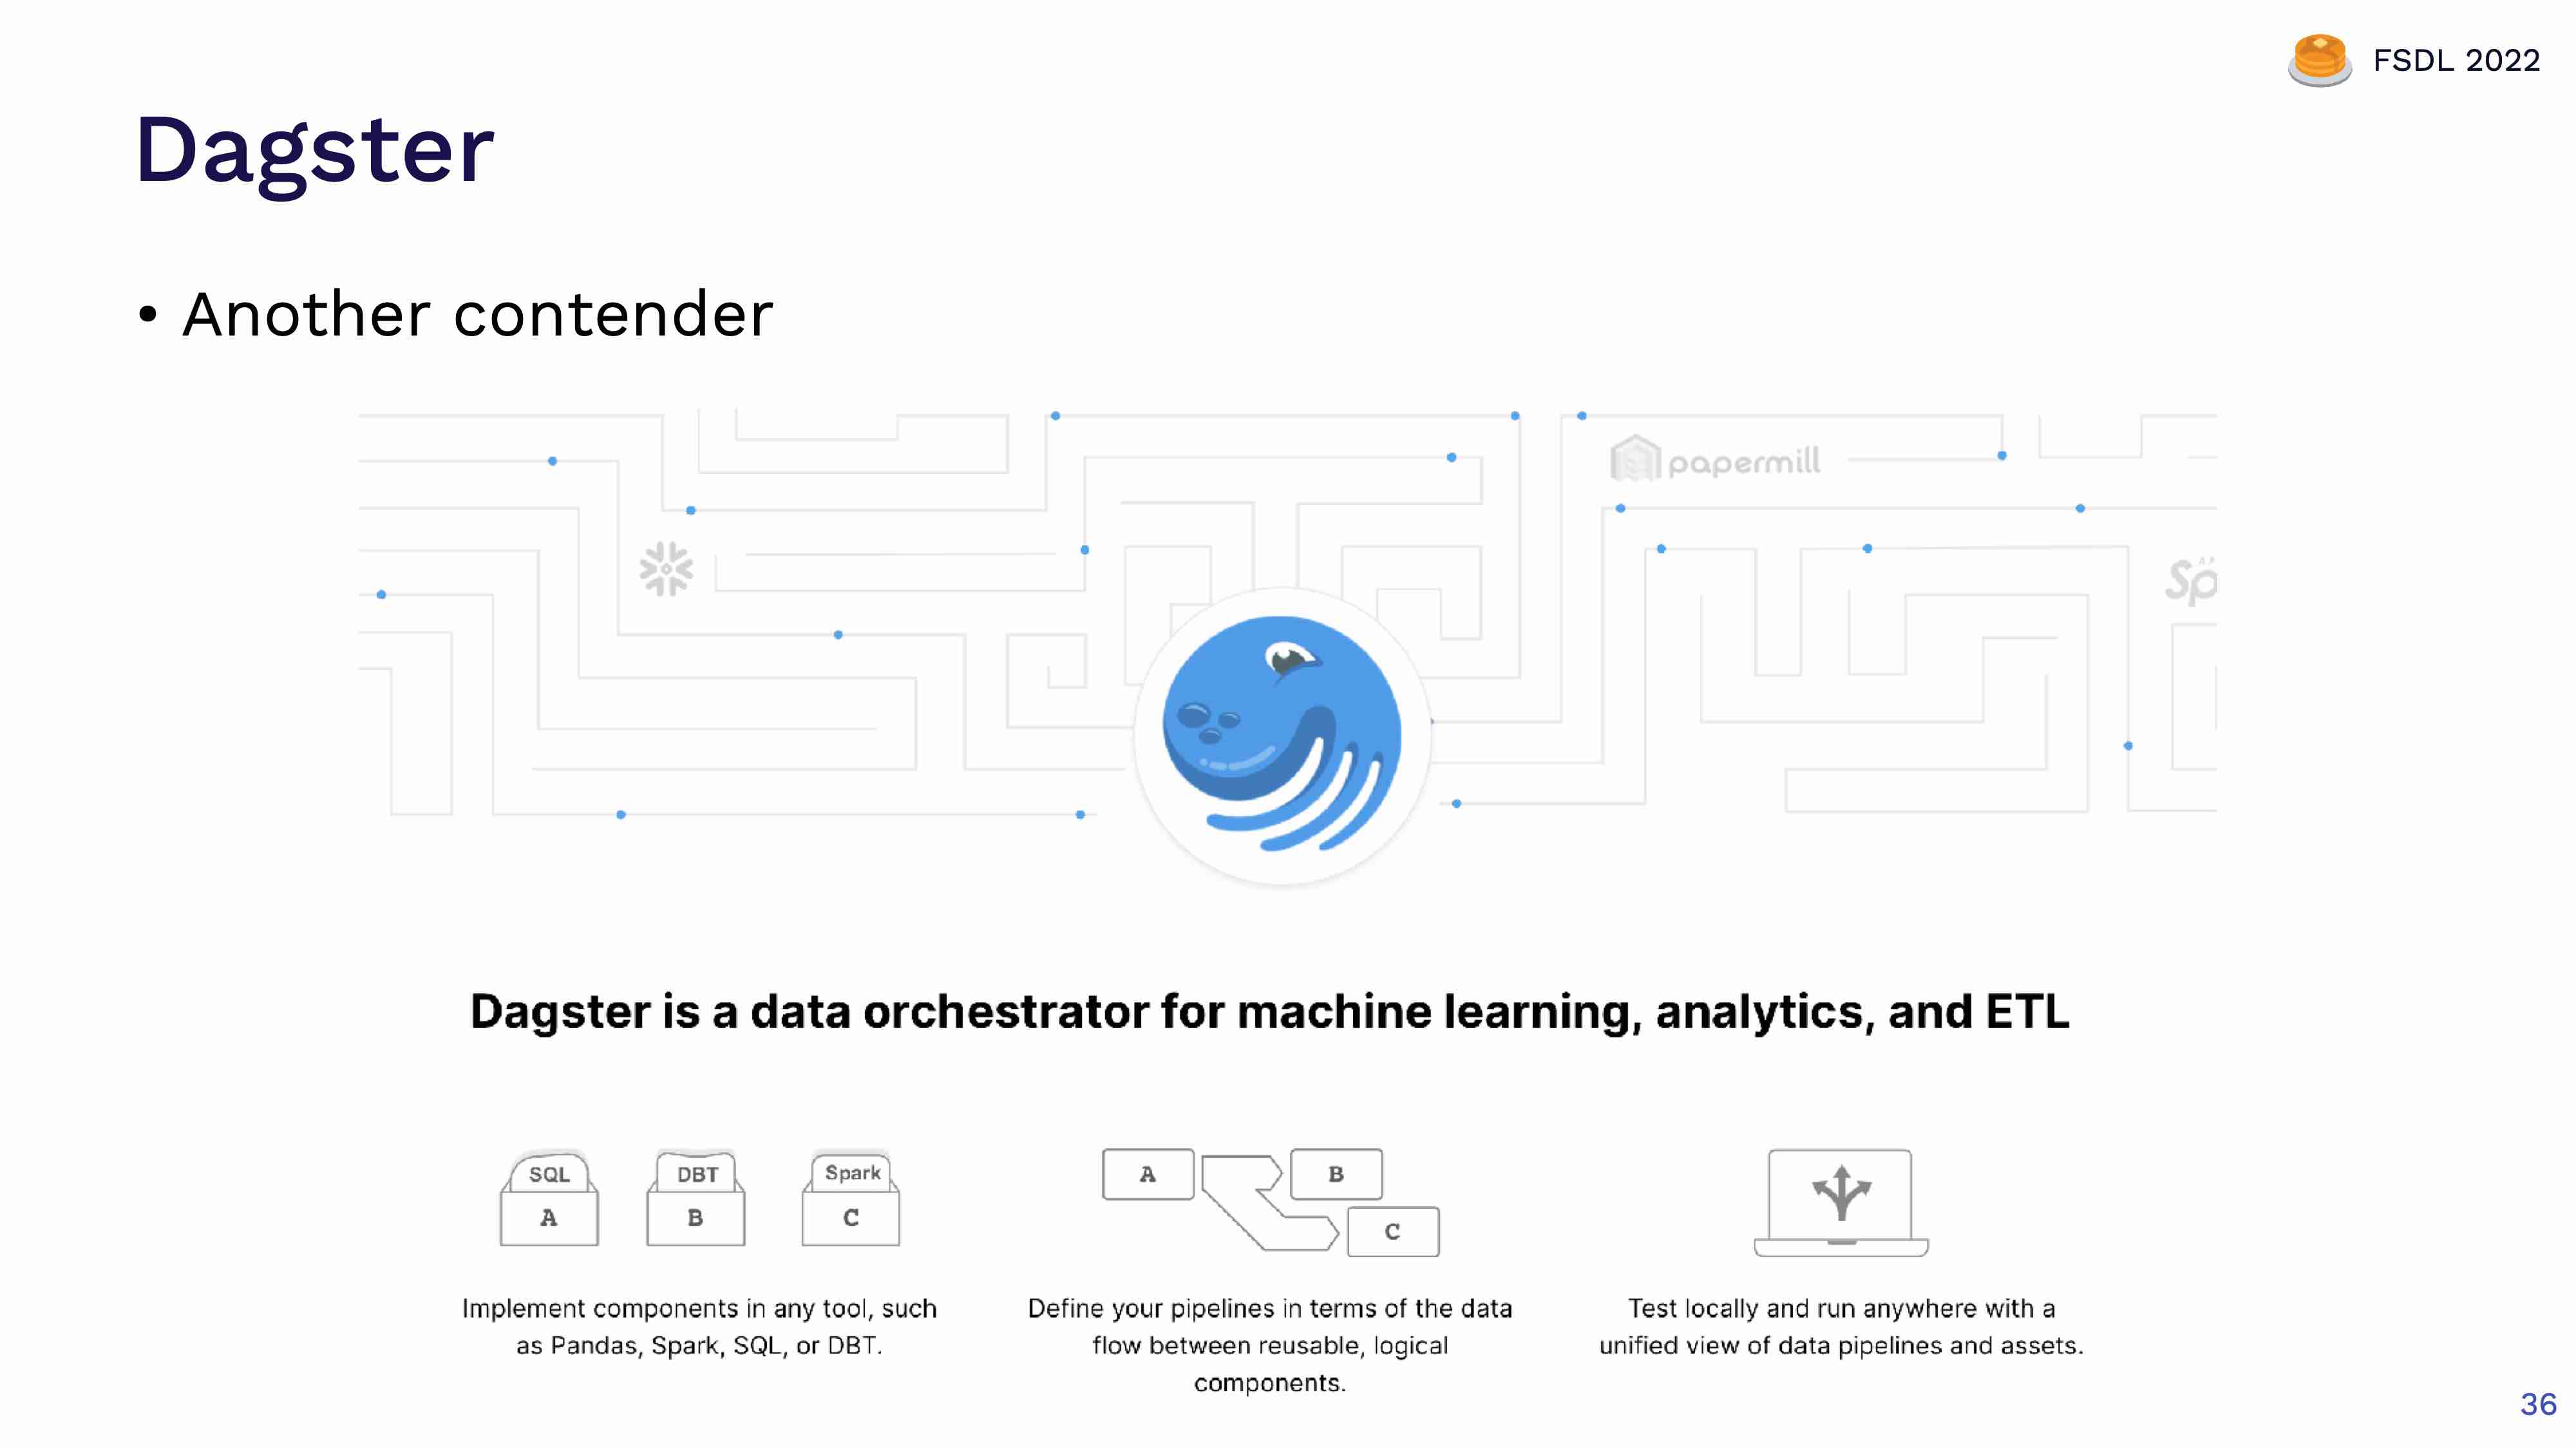 FSDL 2022
Dagster
• Another contender
papermill
Dagster is a data orchestrator for machine learning, analytics, and ETL
SQL DBT Spark
A B C
A B
C
Implement components in any tool, such
as Pandas, Spark, SQL, or DBT.
Define your pipelines in terms of the data
flow between reusable, logical
components.
Test locally and run anywhere with a
unified view of data pipelines and assets.
36